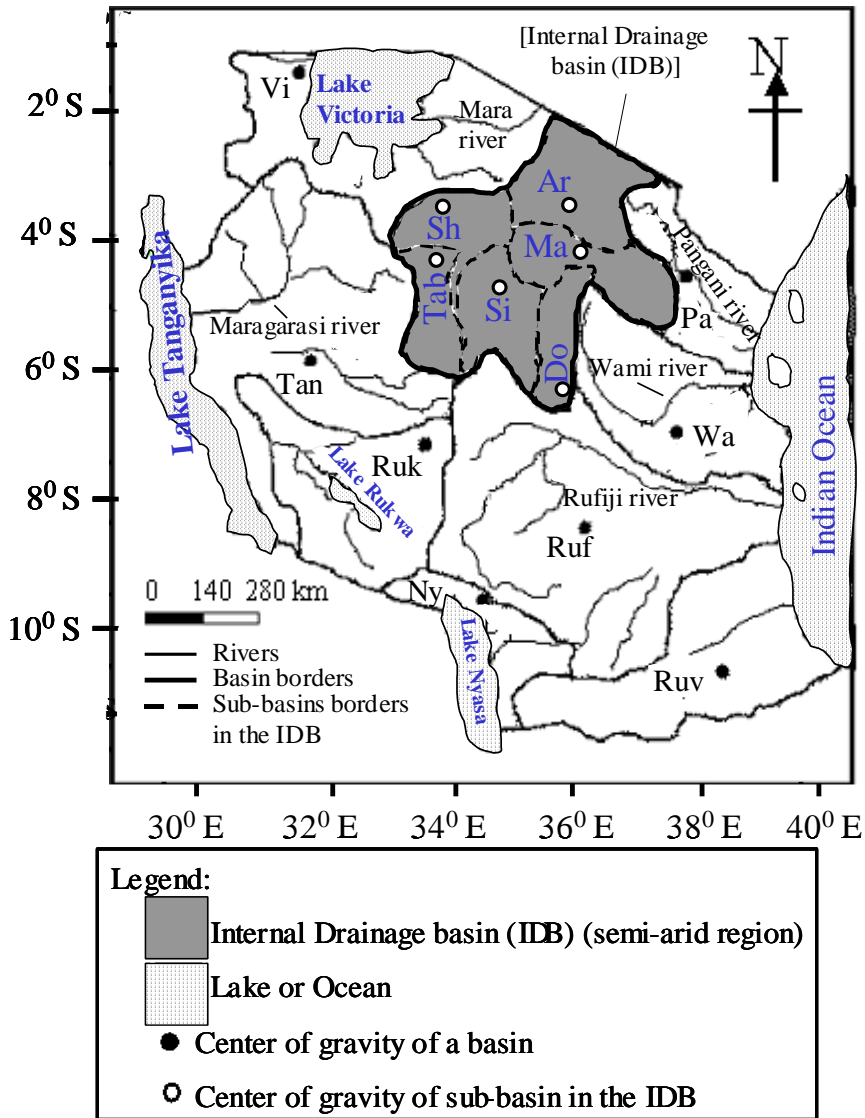 [Internal Drainage
basin (IDB)]
N
2⁰ S
4⁰ S
6⁰ S
8⁰ S
10⁰ S
Vi
Lake
Victoria
Mara
river
Ar
Sh
Ma
Tab
Si
Do
Pangani river
Pa
Lake Tanganyika
Maragarasi river
Tan
Wami river
Wa
Ruk
Lake Rukwa
Rufiji river
Ruf
Indian Ocean
Ny
Lake Nyasa
Ruv
0 140 280 km
Rivers
Basin borders
Sub-basins borders
in the IDB
30⁰ E 32⁰ E 34⁰ E 36⁰ E 38⁰ E 40⁰ E
Legend:
Internal Drainage basin (IDB) (semi-arid region)
Lake or Ocean
Center of gravity of a basin
Center of gravity of sub-basin in the IDB